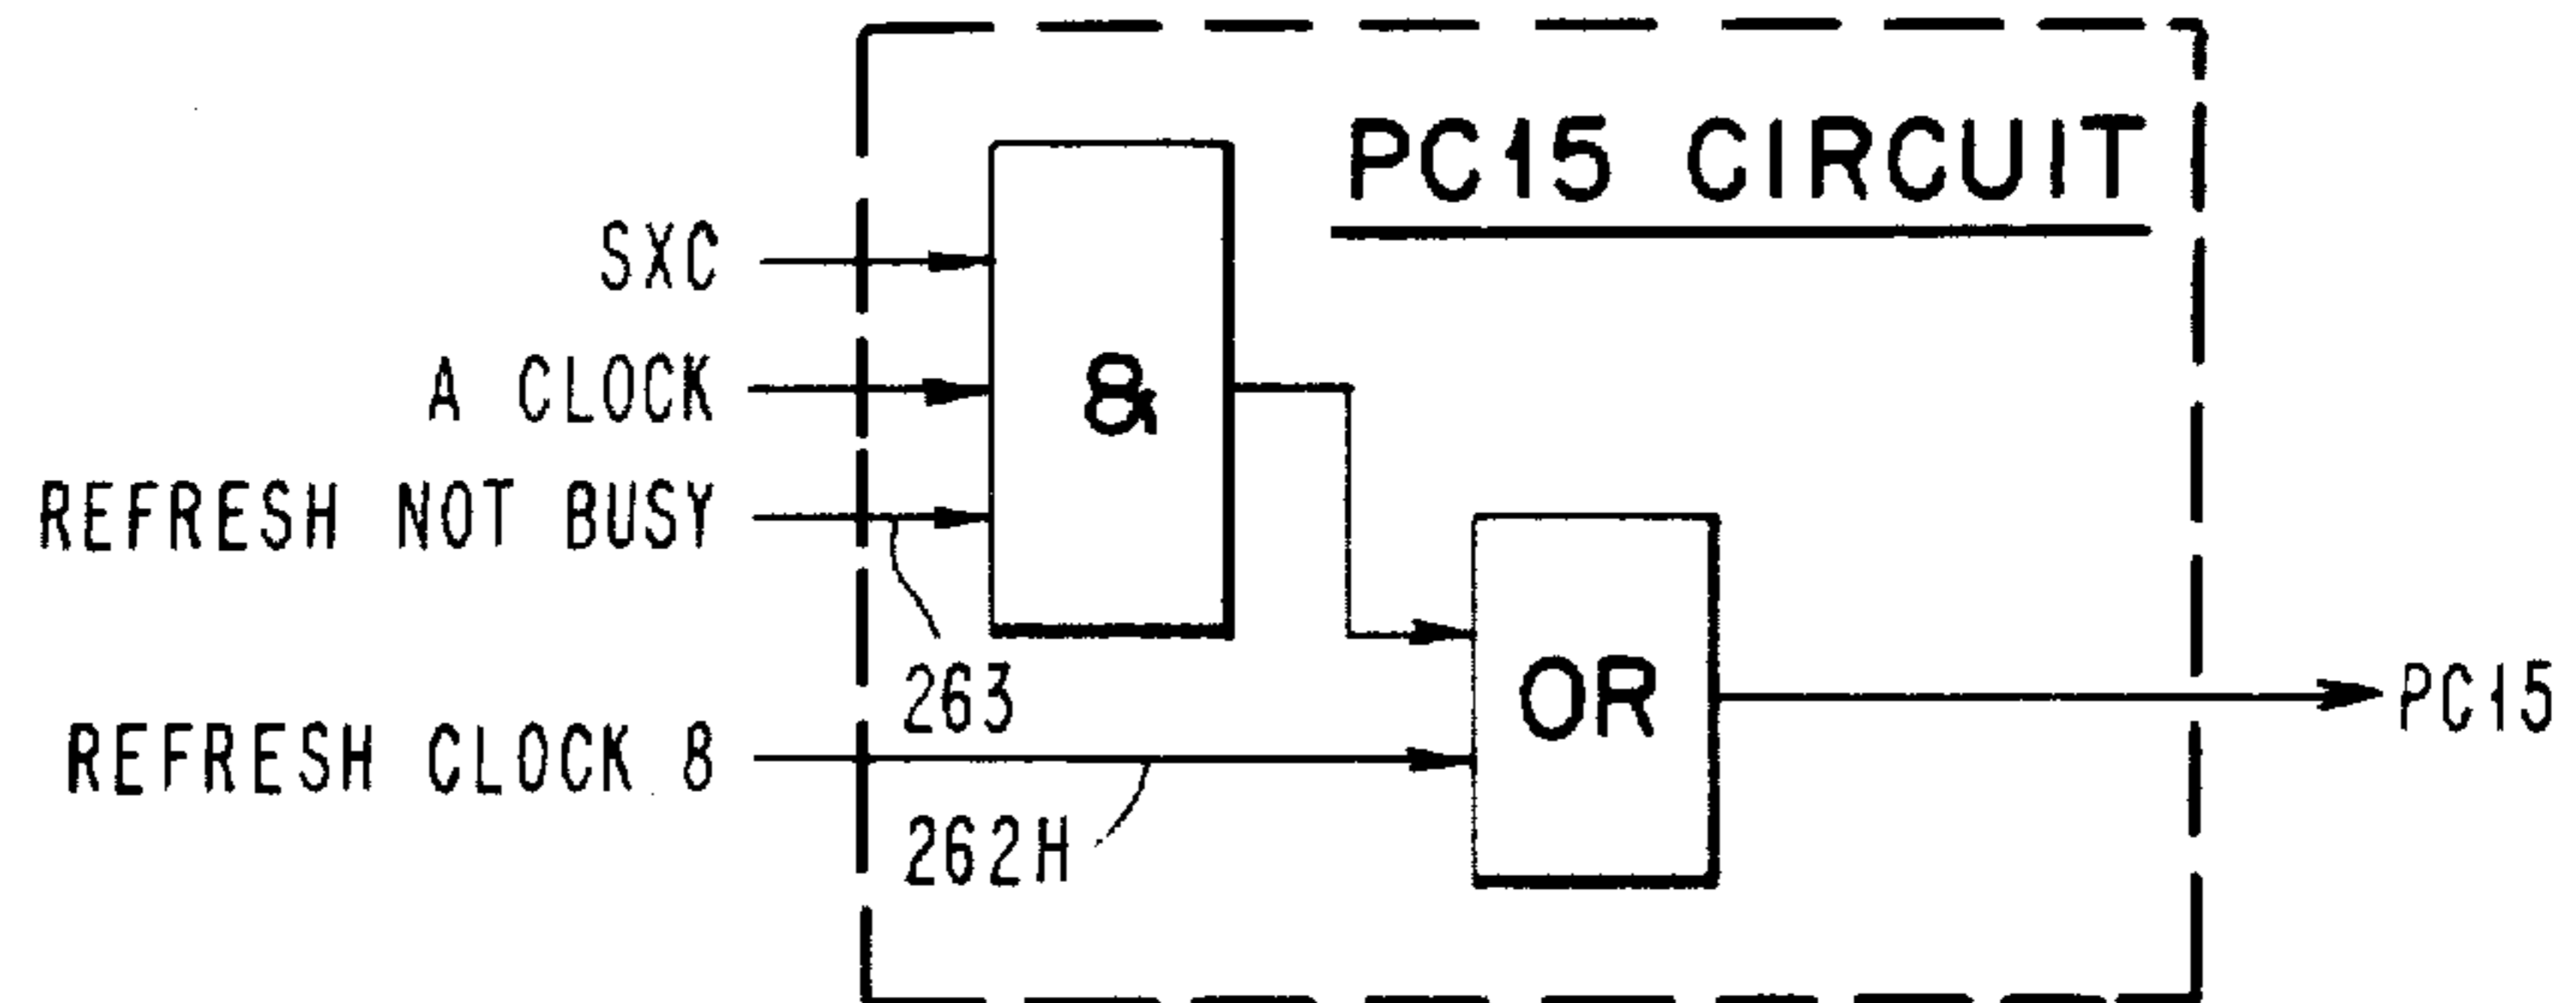 PC15 CIRCUIT
SXC
&
A CLOCK
REFRESH NOT BUSY
263
OR
PC15
REFRESH CLOCK 8
262H